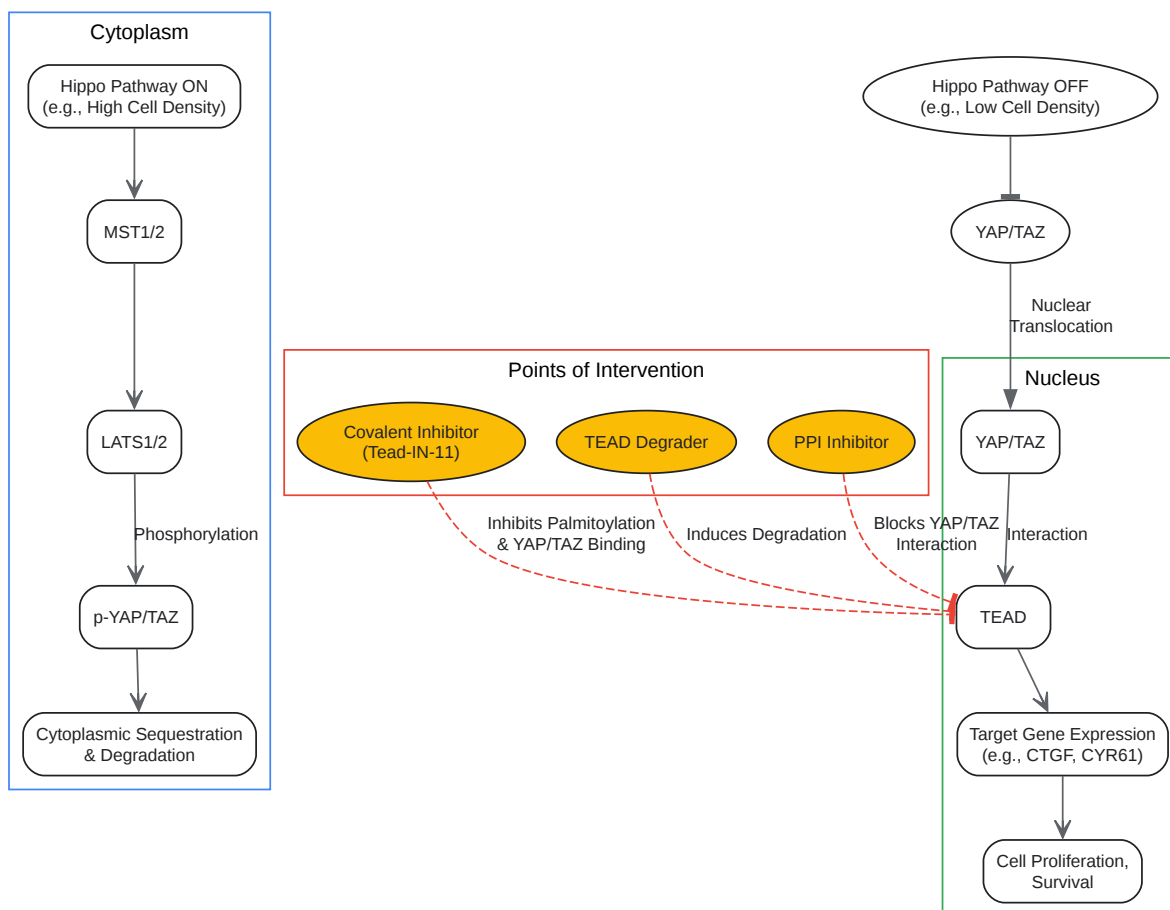 Cytoplasm
Hippo Pathway ON
(e.g., High Cell Density)
MST1/2
LATS1/2
Phosphorylation
p-YAP/TAZ
Cytoplasmic Sequestration
& Degradation
Points of Intervention
Covalent Inhibitor
(Tead-IN-11)
TEAD Degrader
PPI Inhibitor
Inhibits Palmitoylation
& YAP/TAZ Binding
Induces Degradation
Blocks YAP/TAZ
Interaction
Hippo Pathway OFF
(e.g., Low Cell Density)
YAP/TAZ
Nuclear
Translocation
Nucleus
YAP/TAZ
Interaction
TEAD
Target Gene Expression
(e.g., CTGF, CYR61)
Cell Proliferation,
Survival